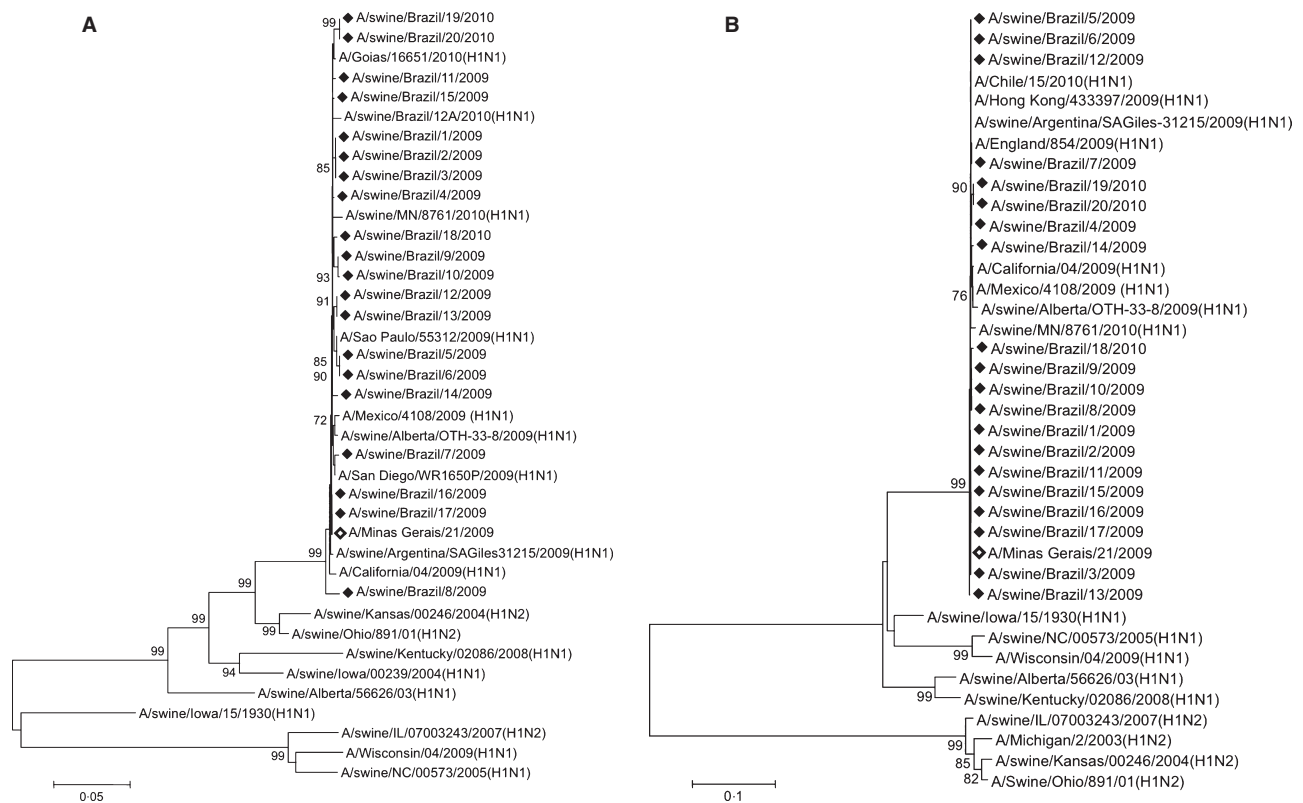 A
99
A/swine/Brazil/19/2010
A/swine/Brazil/20/2010
A/Goias/16651/2010(H1N1)
A/swine/Brazil/11/2009
A/swine/Brazil/15/2009
A/swine/Brazil/12A/2010(H1N1)
A/swine/Brazil/1/2009
A/swine/Brazil/2/2009
85
A/swine/Brazil/3/2009
A/swine/Brazil/4/2009
A/swine/MN/8761/2010(H1N1)
A/swine/Brazil/18/2010
A/swine/Brazil/9/2009
93
A/swine/Brazil/10/2009
91
A/swine/Brazil/12/2009
A/swine/Brazil/13/2009
A/Sao Paulo/55312/2009(H1N1)
85
A/swine/Brazil/5/2009
90
A/swine/Brazil/6/2009
A/swine/Brazil/14/2009
72
A/Mexico/4108/2009 (H1N1)
A/swine/Alberta/OTH-33-8/2009(H1N1)
A/swine/Brazil/7/2009
A/San Diego/WR1650P/2009(H1N1)
A/swine/Brazil/16/2009
A/swine/Brazil/17/2009
A/Minas Gerais/21/2009
99
A/swine/Argentina/SAGiles31215/2009(H1N1)
A/California/04/2009(H1N1)
99
A/swine/Brazil/8/2009
A/swine/Kansas/00246/2004(H1N2)
99
99
A/swine/Ohio/891/01(H1N2)
99
A/swine/Kentucky/02086/2008(H1N1)
94
A/swine/Iowa/00239/2004(H1N1)
A/swine/Alberta/56626/03(H1N1)
A/swine/Iowa/15/1930(H1N1)
A/swine/IL/07003243/2007(H1N2)
99
A/Wisconsin/04/2009(H1N1)
A/swine/NC/00573/2005(H1N1)
0·05
B
A/swine/Brazil/5/2009
A/swine/Brazil/6/2009
A/swine/Brazil/12/2009
A/Chile/15/2010(H1N1)
A/Hong Kong/433397/2009(H1N1)
A/swine/Argentina/SAGiles-31215/2009(H1N1)
A/England/854/2009(H1N1)
A/swine/Brazil/7/2009
90
A/swine/Brazil/19/2010
A/swine/Brazil/20/2010
A/swine/Brazil/4/2009
A/swine/Brazil/14/2009
A/California/04/2009(H1N1)
76
A/Mexico/4108/2009 (H1N1)
A/swine/Alberta/OTH-33-8/2009(H1N1)
A/swine/MN/8761/2010(H1N1)
A/swine/Brazil/18/2010
A/swine/Brazil/9/2009
A/swine/Brazil/10/2009
A/swine/Brazil/8/2009
A/swine/Brazil/1/2009
A/swine/Brazil/2/2009
A/swine/Brazil/11/2009
99
A/swine/Brazil/15/2009
A/swine/Brazil/16/2009
A/swine/Brazil/17/2009
A/Minas Gerais/21/2009
A/swine/Brazil/3/2009
A/swine/Brazil/13/2009
A/swine/Iowa/15/1930(H1N1)
A/swine/NC/00573/2005(H1N1)
99
A/Wisconsin/04/2009(H1N1)
A/swine/Alberta/56626/03(H1N1)
99
A/swine/Kentucky/02086/2008(H1N1)
A/swine/IL/07003243/2007(H1N2)
99
A/Michigan/2/2003(H1N2)
85
A/swine/Kansas/00246/2004(H1N2)
82
A/Swine/Ohio/891/01(H1N2)
0·1